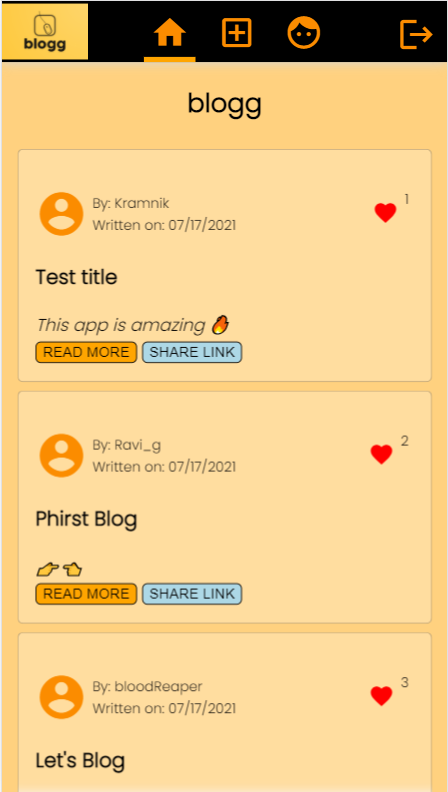 blogg
blogg
By: Kramnik
Written on: 07/17/2021
1
Test title
This app is amazing 🔥
READ MORE SHARE LINK
By: Ravi_g
Written on: 07/17/2021
2
Phirst Blog
👉👈
READ MORE SHARE LINK
By: bloodReaper
Written on: 07/17/2021
3
Let's Blog